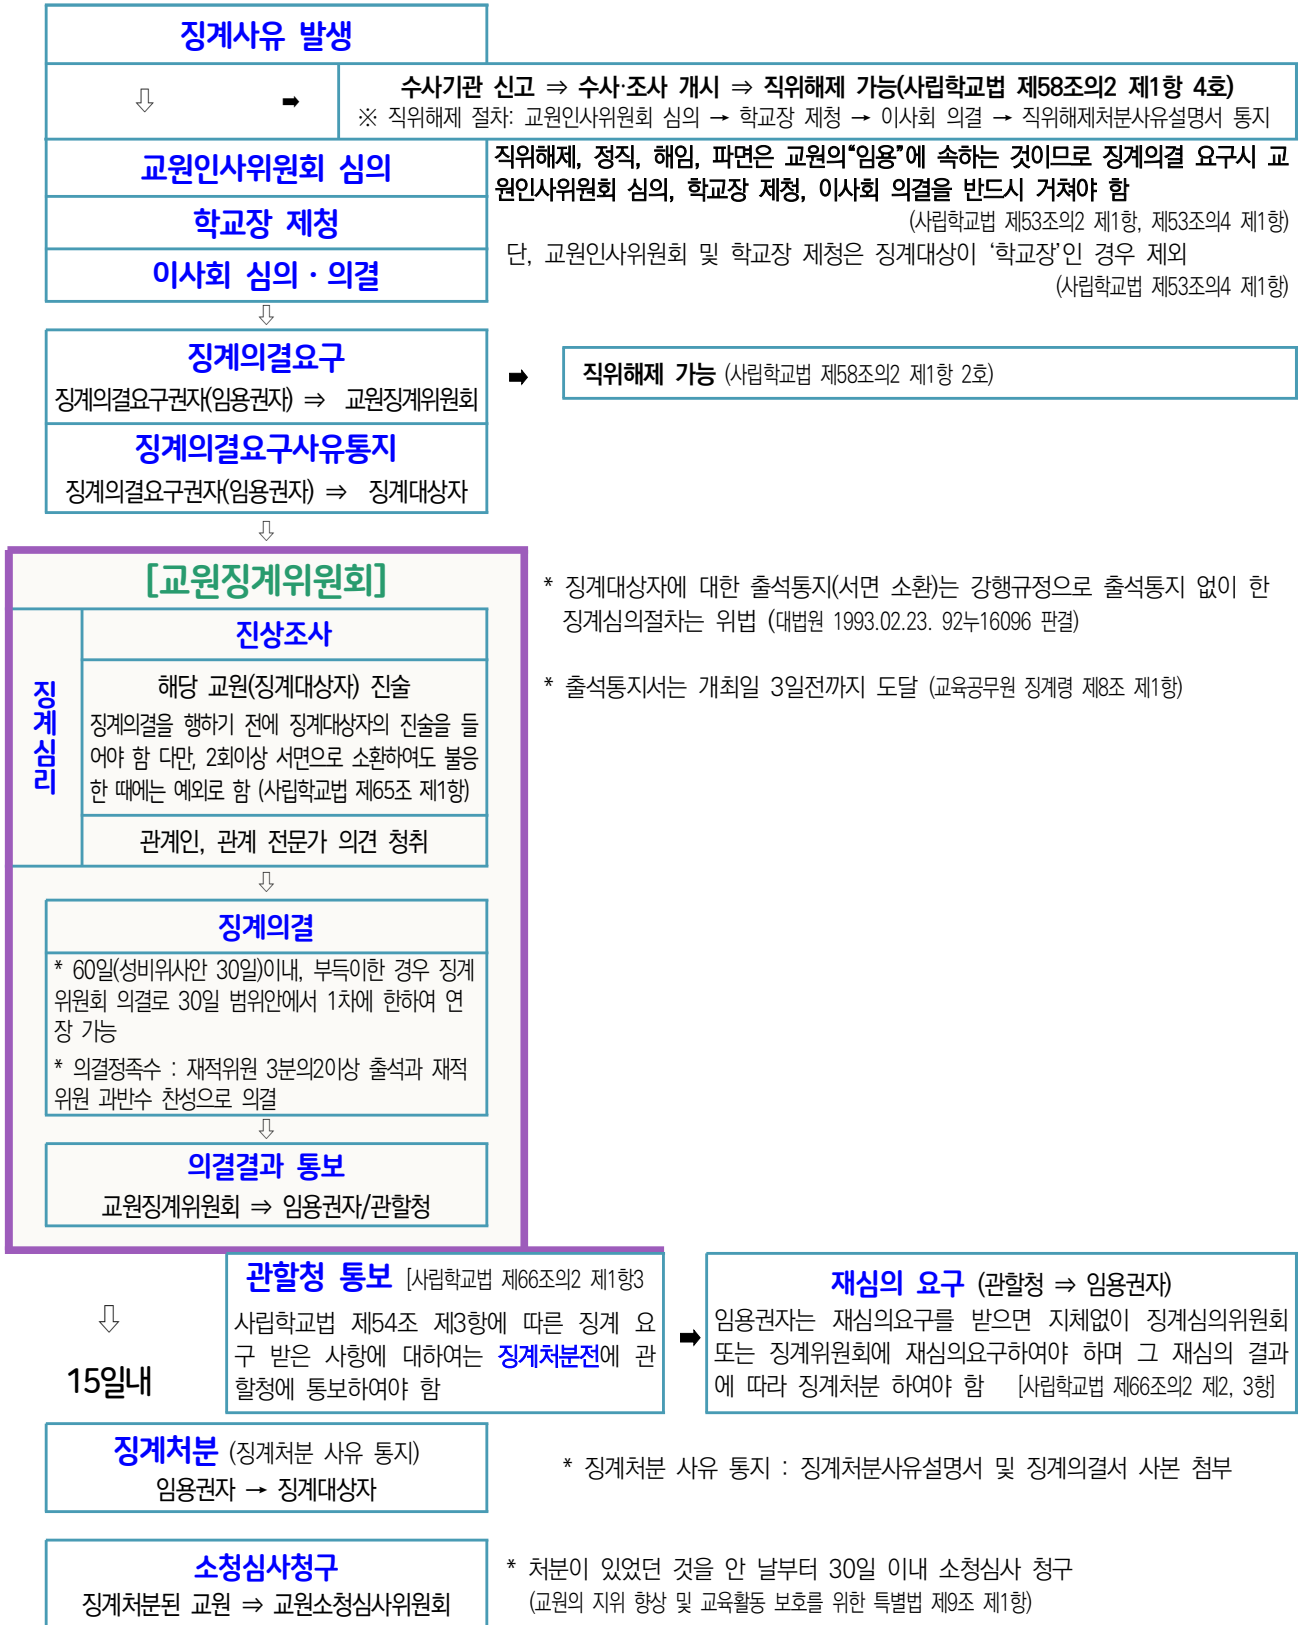 징계사유 발생
⇩ ➡ 수사기관 신고 ⇒ 수사·조사 개시 ⇒ 직위해제 가능(사립학교법 제58조의2 제1항 4호)
※ 직위해제 절차: 교원인사위원회 심의 → 학교장 제청 → 이사회 의결 → 직위해제처분사유설명서 통지
교원인사위원회 심의
학교장 제청
이사회 심의·의결
직위해제, 정직, 해임, 파면은 교원의“임용”에 속하는 것이므로 징계의결 요구시 교
원인사위원회 심의, 학교장 제청, 이사회 의결을 반드시 거쳐야 함
(사립학교법 제53조의2 제1항, 제53조의4 제1항)
단, 교원인사위원회 및 학교장 제청은 징계대상이 ‘학교장’인 경우 제외
(사립학교법 제53조의4 제1항)
⇩
징계의결요구
징계의결요구권자(임용권자) ⇒ 교원징계위원회
➡ 직위해제 가능 (사립학교법 제58조의2 제1항 2호)
징계의결요구사유통지
징계의결요구권자(임용권자) ⇒ 징계대상자
⇩
[교원징계위원회]
징계심리
진상조사
해당 교원(징계대상자) 진술
징계의결을 행하기 전에 징계대상자의 진술을 들
어야 함 다만, 2회이상 서면으로 소환하여도 불응
한 때에는 예외로 함 (사립학교법 제65조 제1항)
관계인, 관계 전문가 의견 청취
* 징계대상자에 대한 출석통지(서면 소환)는 강행규정으로 출석통지 없이 한
징계심의절차는 위법 (대법원 1993.02.23. 92누16096 판결)
* 출석통지서는 개최일 3일전까지 도달 (교육공무원 징계령 제8조 제1항)
⇩
징계의결
* 60일(성비위사안 30일)이내, 부득이한 경우 징계
위원회 의결로 30일 범위안에서 1차에 한하여 연
장 가능
* 의결정족수 : 재적위원 3분의2이상 출석과 재적
위원 과반수 찬성으로 의결
⇩
의결결과 통보
교원징계위원회 ⇒ 임용권자/관할청
⇩
15일내
관할청 통보 [사립학교법 제66조의2 제1항3
사립학교법 제54조 제3항에 따른 징계 요
구 받은 사항에 대하여는 징계처분전에 관
할청에 통보하여야 함
➡
재심의 요구 (관할청 ⇒ 임용권자)
임용권자는 재심의요구를 받으면 지체없이 징계심의위원회
또는 징계위원회에 재심의요구하여야 하며 그 재심의 결과
에 따라 징계처분 하여야 함 [사립학교법 제66조의2 제2, 3항]
징계처분 (징계처분 사유 통지)
임용권자 → 징계대상자
* 징계처분 사유 통지 : 징계처분사유설명서 및 징계의결서 사본 첨부
소청심사청구
징계처분된 교원 ⇒ 교원소청심사위원회
* 처분이 있었던 것을 안 날부터 30일 이내 소청심사 청구
(교원의 지위 향상 및 교육활동 보호를 위한 특별법 제9조 제1항)